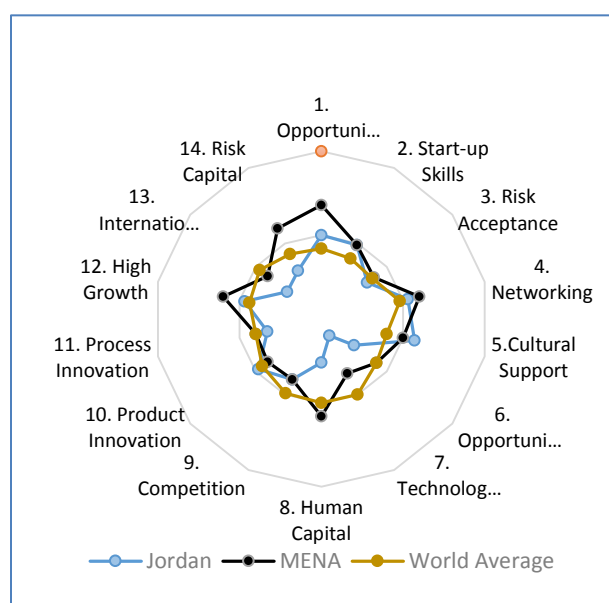 1.
Opportuni...
2. Start-up
Skills
3. Risk
Acceptance
4.
Networking
5.Cultural
Support
6.
Opportuni...
7.
Technolog...
8. Human
Capital
9.
Competition
10. Product
Innovation
11. Process
Innovation
12. High
Growth
13.
Internatio...
14. Risk
Capital
Jordan MENA World Average